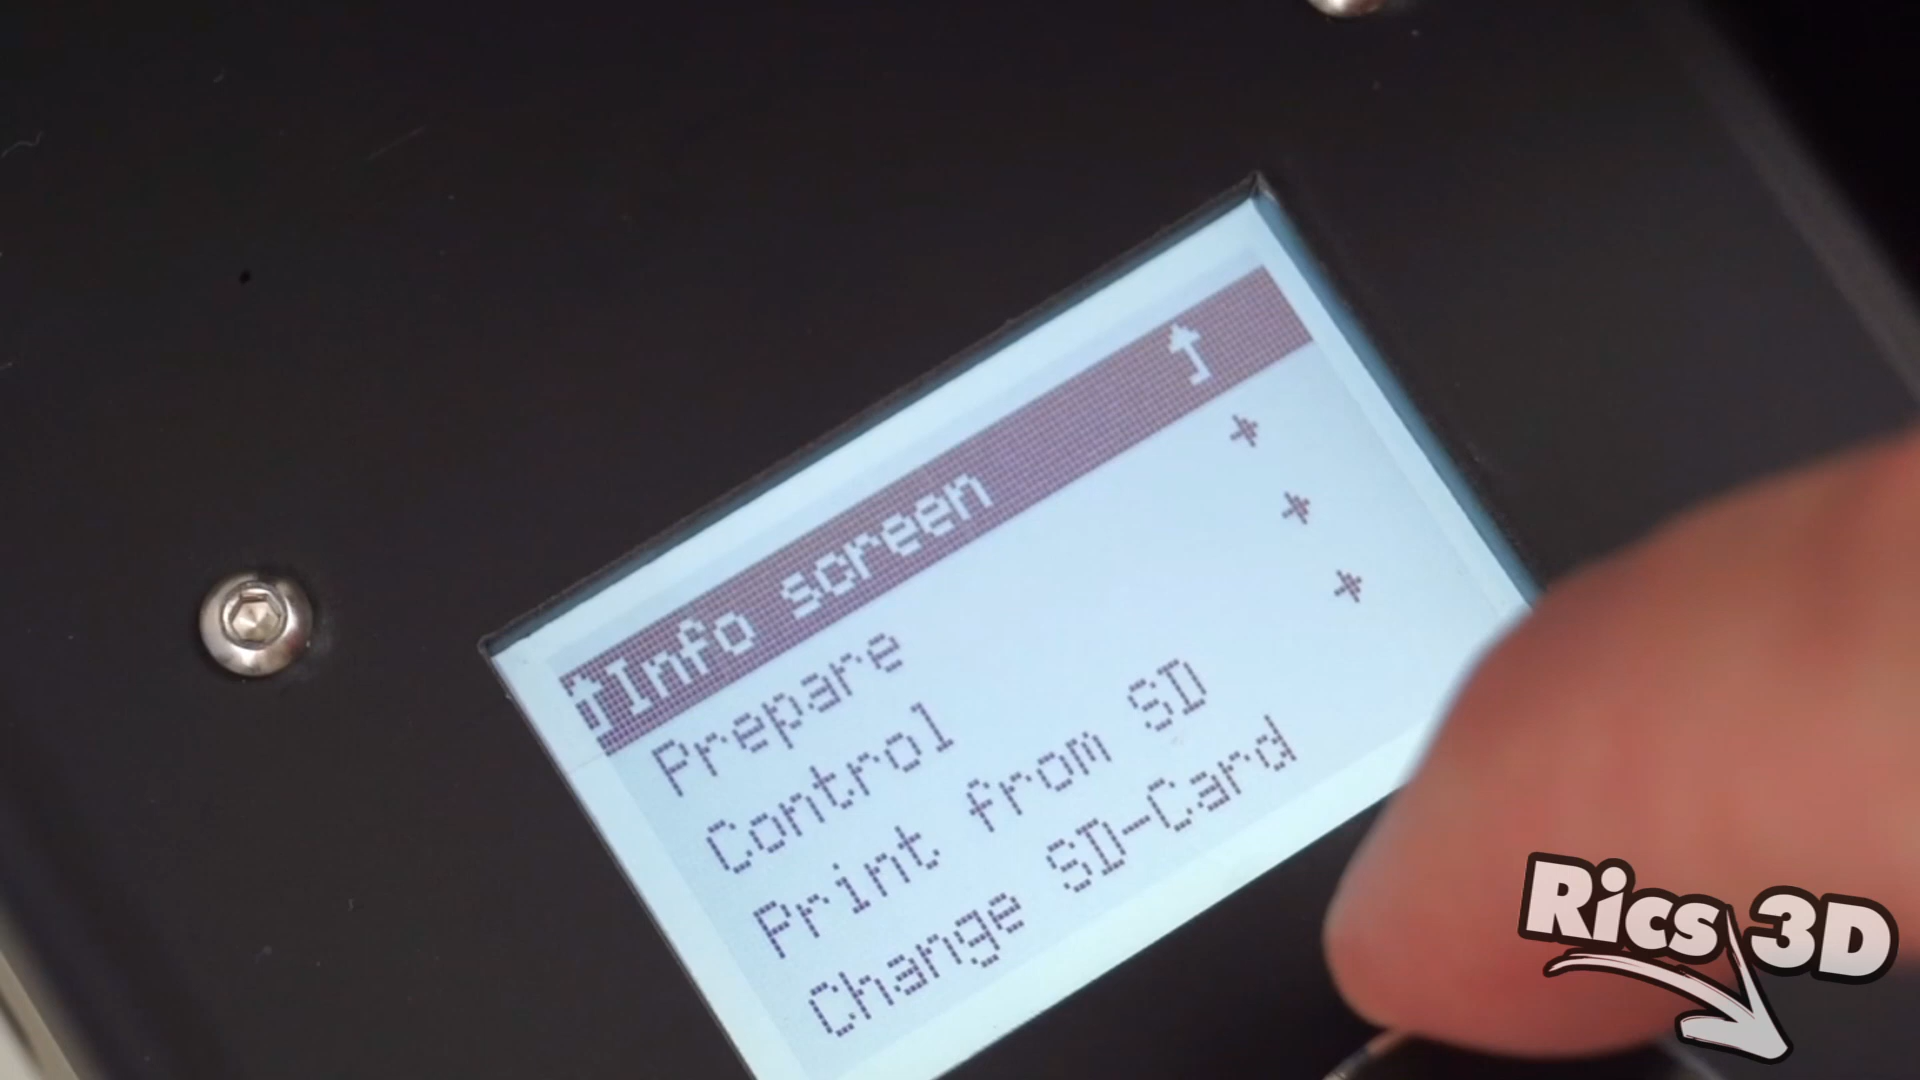 Info screen
Prepare
Control
Print from SD
Change SD-Card
Rics 3D